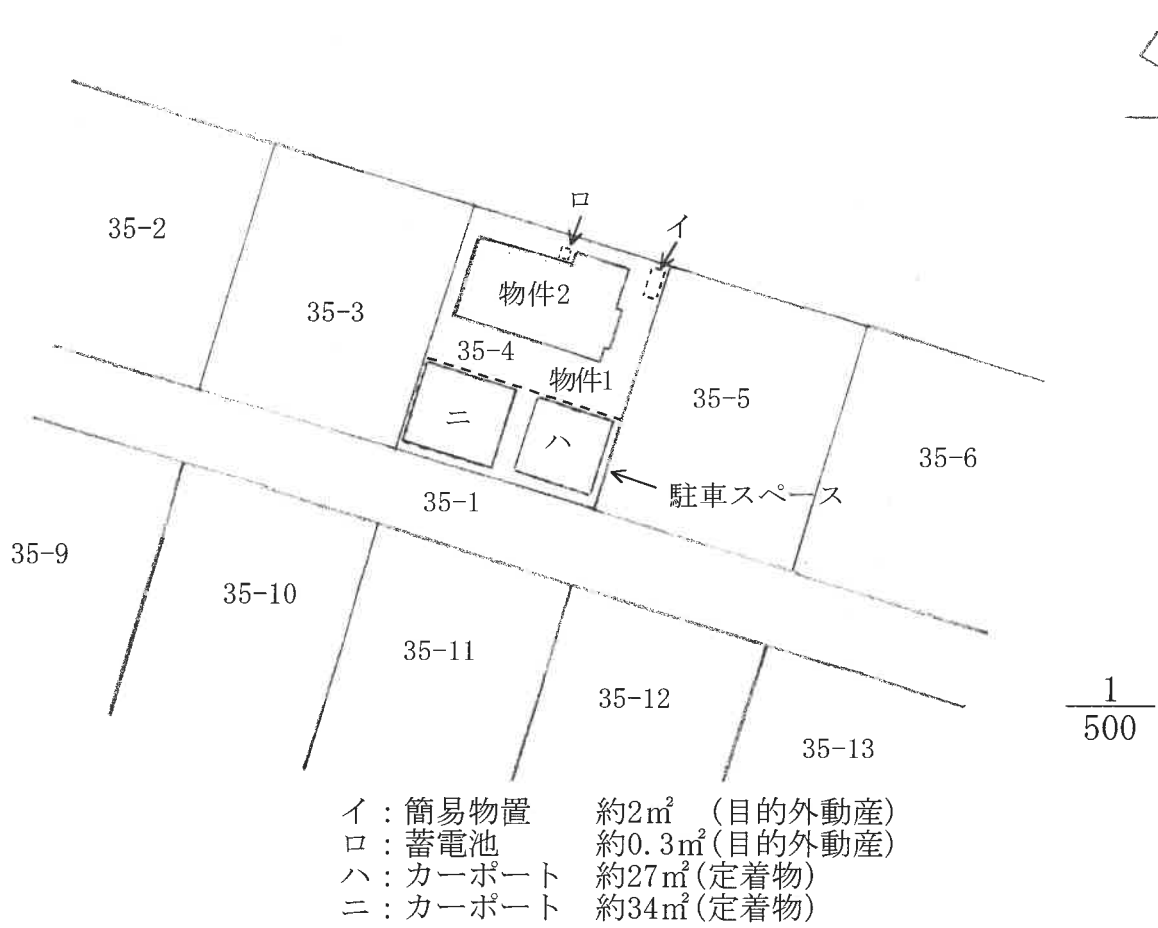 ロ
イ
35-2
物件2
35-3
35-4
物件1
35-5
ニ
ハ
35-6
駐車スペース
35-1
35-9
35-10
35-11
35-12
35-13
1
500
イ：簡易物置 約2㎡ (目的外動産)
ロ：蓄電池 約0.3㎡(目的外動産)
ハ：カーポート 約27㎡(定着物)
ニ：カーポート 約34㎡(定着物)